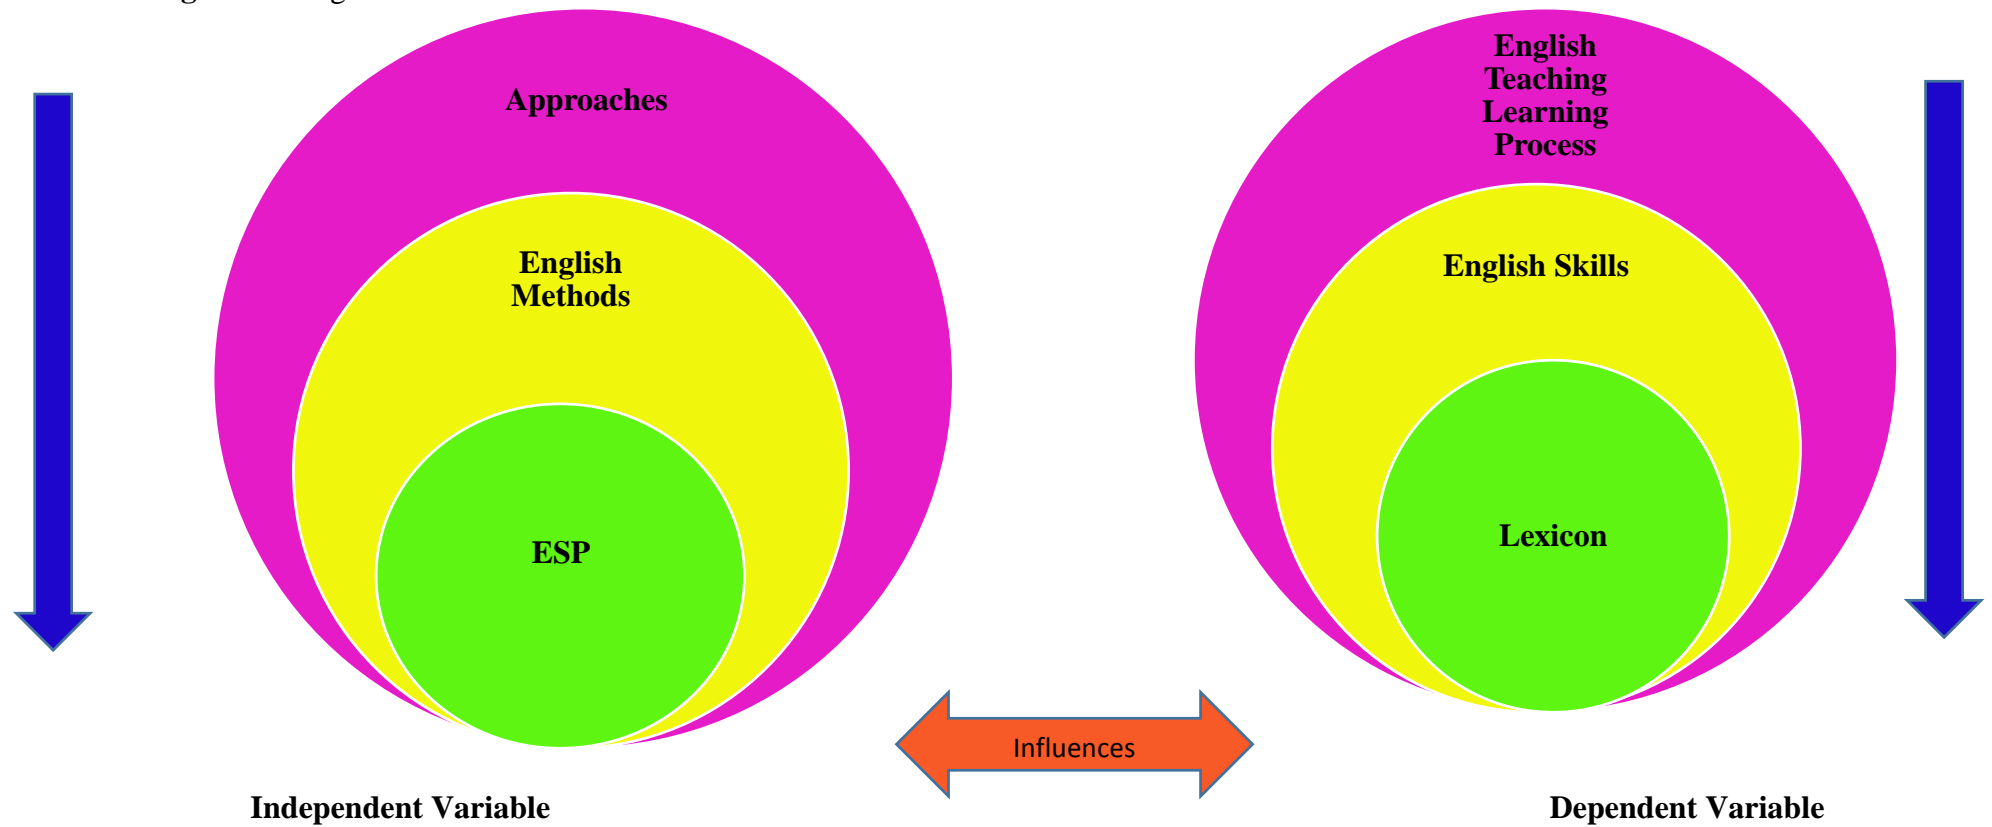 Approaches
English
Methods
ESP
English
Teaching
Learning
Process
English Skills
Lexicon
Influences
Independent Variable
Dependent Variable